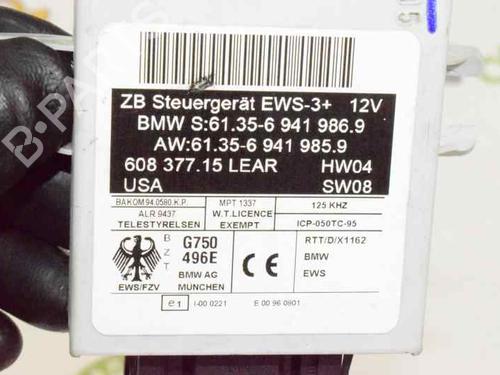 ZB Steuergerät EWS-3+ 12V
BMW S:61.35-6 941 986.9
AW:61.35-6 941 985.9
608 377.15 LEAR HW04
USA SW08
BAKOM 94.0580.K.P. MPT 1337 125 KHZ
ALR 9437 W.T.LICENCE
TELESTYRELSEN EXEMPT ICP-050TC-95
BZT G750 RTT/D/X1162
496E CE BMW
BMW AG EWS
EWS/FZV MÜNCHEN
e1 I-00 0221 E 00 96 0801
B-PARTS